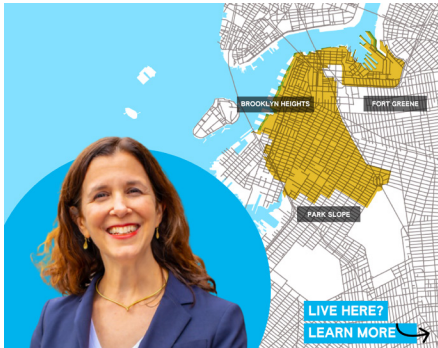 BROOKLYN HEIGHTS
FORT GREENE
PARK SLOPE
LIVE HERE?
LEARN MORE